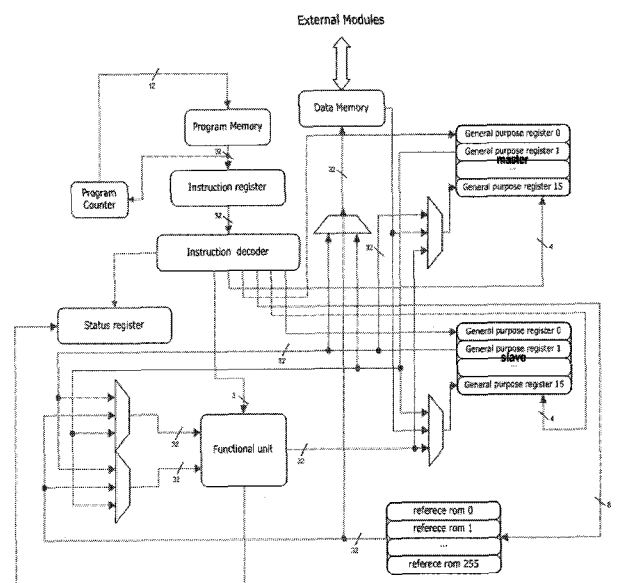 External Modules
12
Data Memory
Program Memory
32
Program
Counter
Instruction register
32
Instruction decoder
Status register
32
32
General purpose register 0
General purpose register 1
master
...
General purpose register 15
4
32
General purpose register 0
General purpose register 1
slave
...
General purpose register 15
4
3
Functional unit
32
32
32
8
referece rom 0
referece rom 1
...
referece rom 255
32